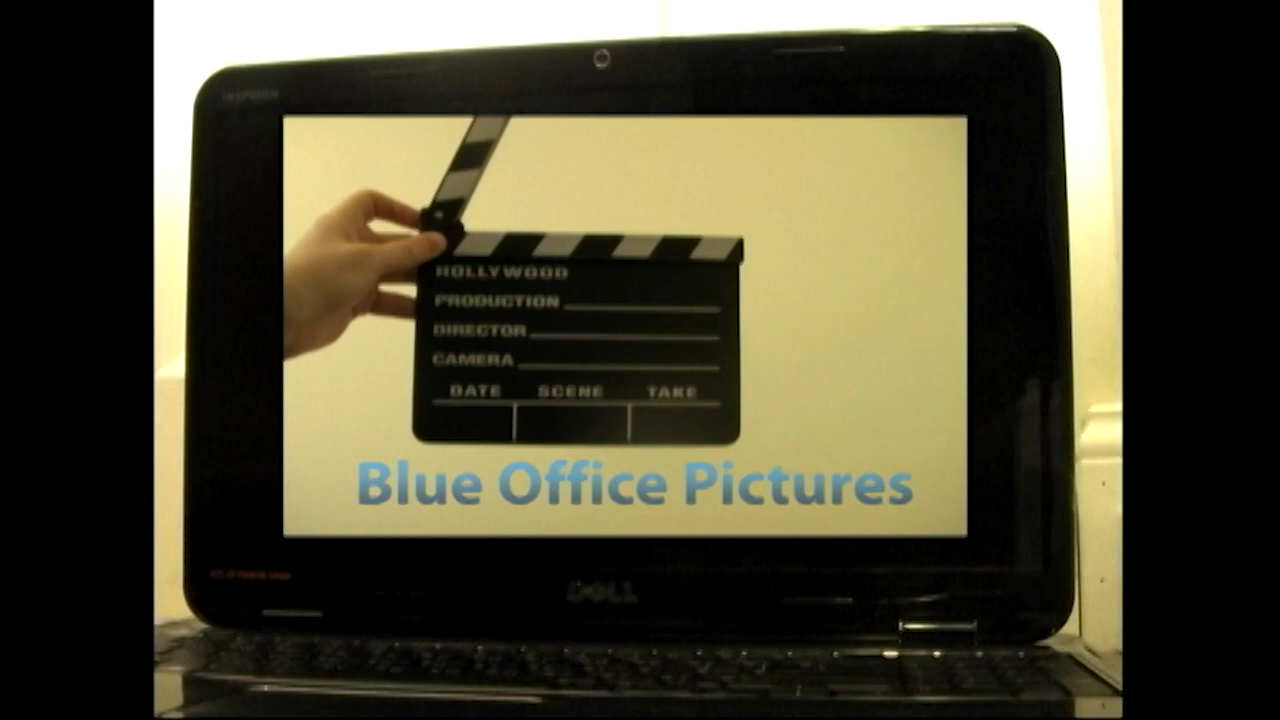 HOLLYWOOD
PRODUCTION
DIRECTOR
CAMERA
DATE SCENE TAKE
Blue Office Pictures
DELL